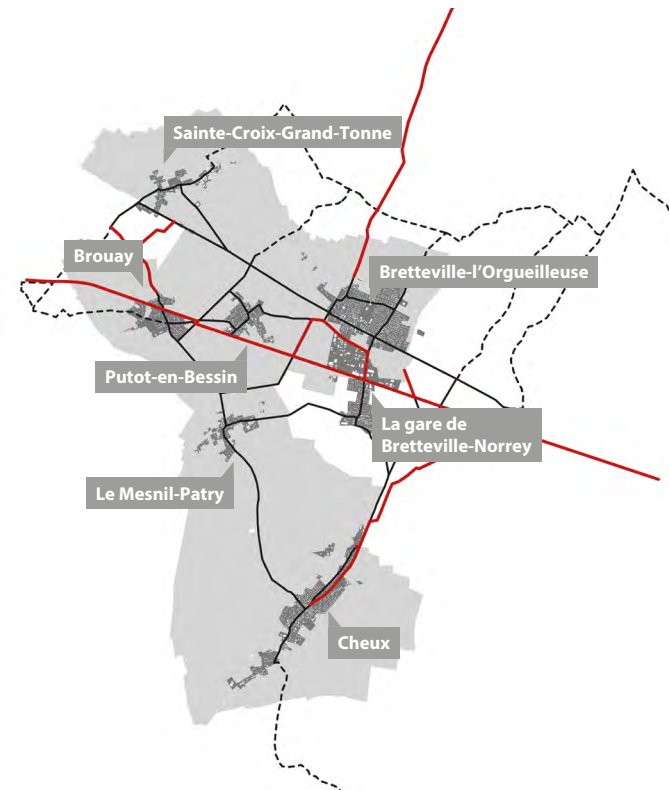 Sainte-Croix-Grand-Tonne
Brouay
Bretteville-l'Orgueilleuse
Putot-en-Bessin
La gare de
Bretteville-Norrey
Le Mesnil-Patry
Cheux